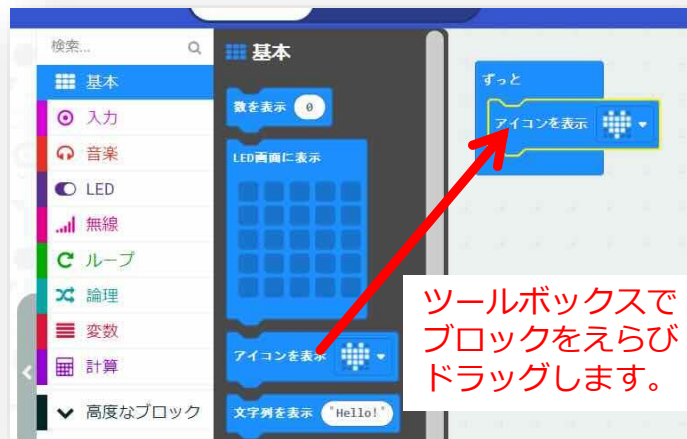 検索...
基本
入力
音楽
LED
無線
ループ
論理
変数
計算
高度なブロック
基本
数を表示 0
LED画面に表示
アイコンを表示
文字列を表示 "Hello!"
ずっと
アイコンを表示
ツールボックスで
ブロックをえらび
ドラッグします。